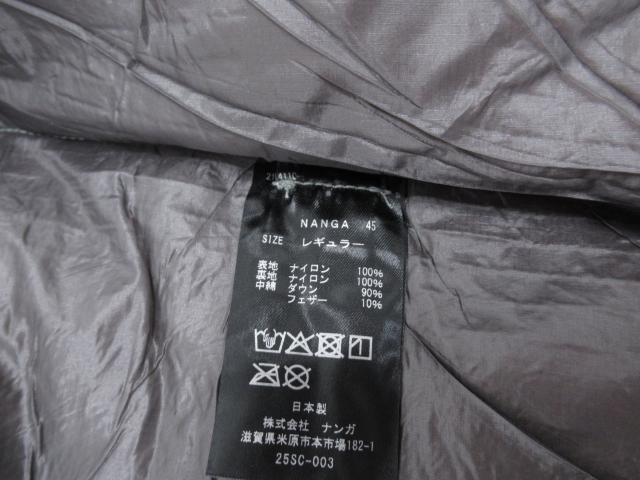 NANGA 45
SIZE レギュラー
表地 ナイロン 100%
裏地 ナイロン 100%
中綿 ダウン 90%
フェザー 10%
日本製
株式会社 ナンガ
滋賀県米原市本市場182-1
25SC-003